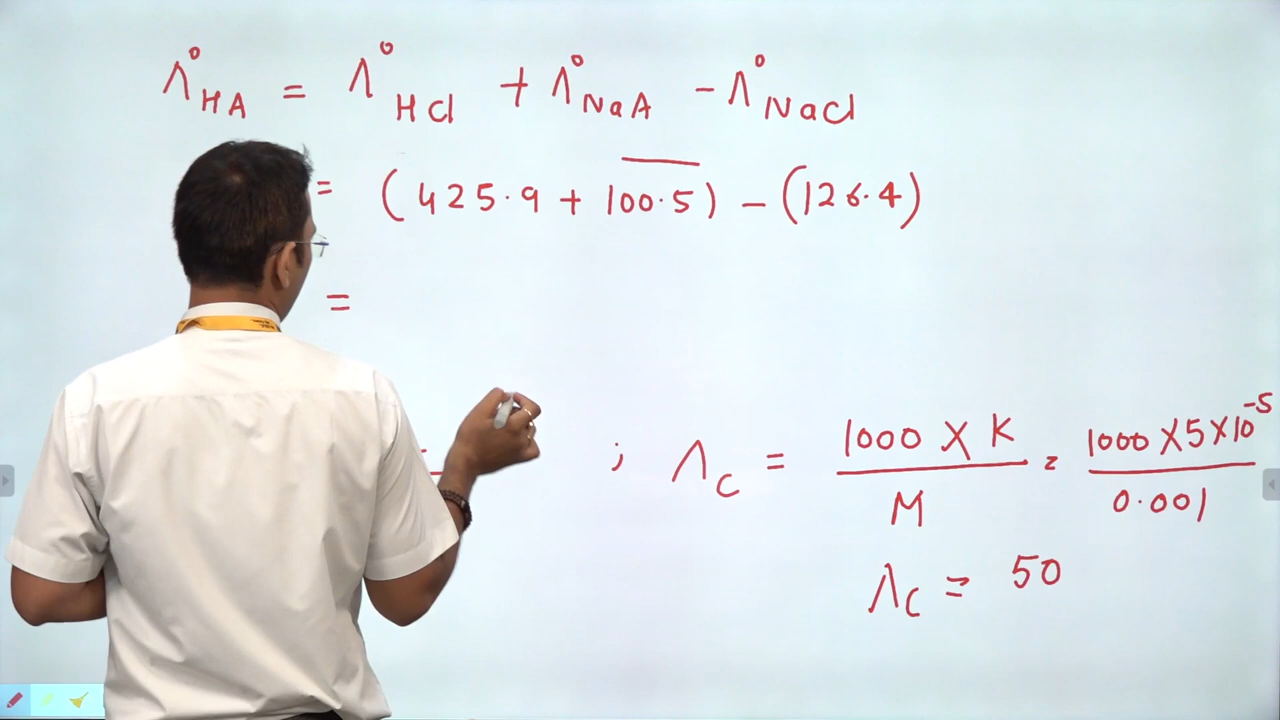 Λ°HA = Λ°HCl + Λ°NaA - Λ°NaCl
= (425.9 + 100.5) - (126.4)
=
; ΛC = 1000 X K / M = 1000 X 5 X 10^-5 / 0.001
ΛC = 50